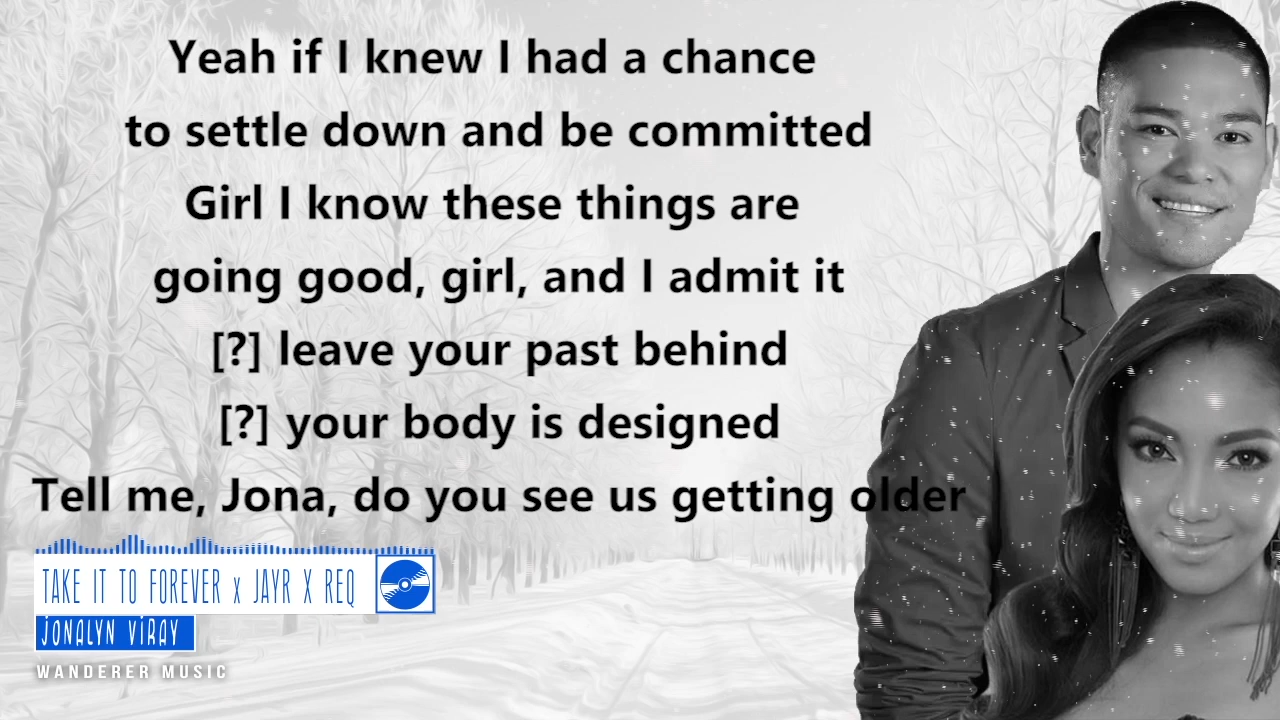 Yeah if I knew I had a chance
to settle down and be committed
Girl I know these things are
going good, girl, and I admit it
[?] leave your past behind
[?] your body is designed
Tell me, Jona, do you see us getting older
TAKE IT TO FOREVER x JAYR X REQ
JONALYN ViRAY
WANDERER MUSIC